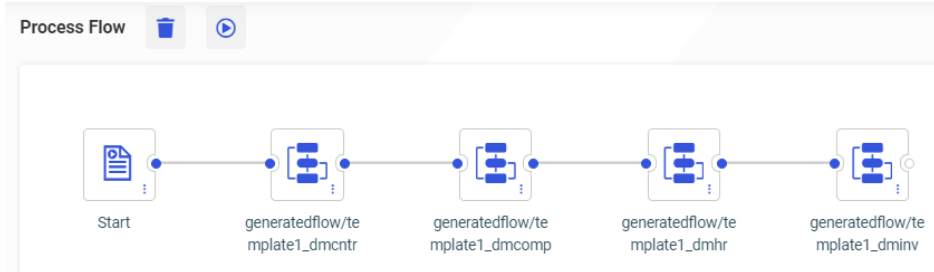 Process Flow
Start
generatedflow/te
mplate1_dmcntr
generatedflow/te
mplate1_dmcomp
generatedflow/te
mplate1_dmhr
generatedflow/te
mplate1_dminv